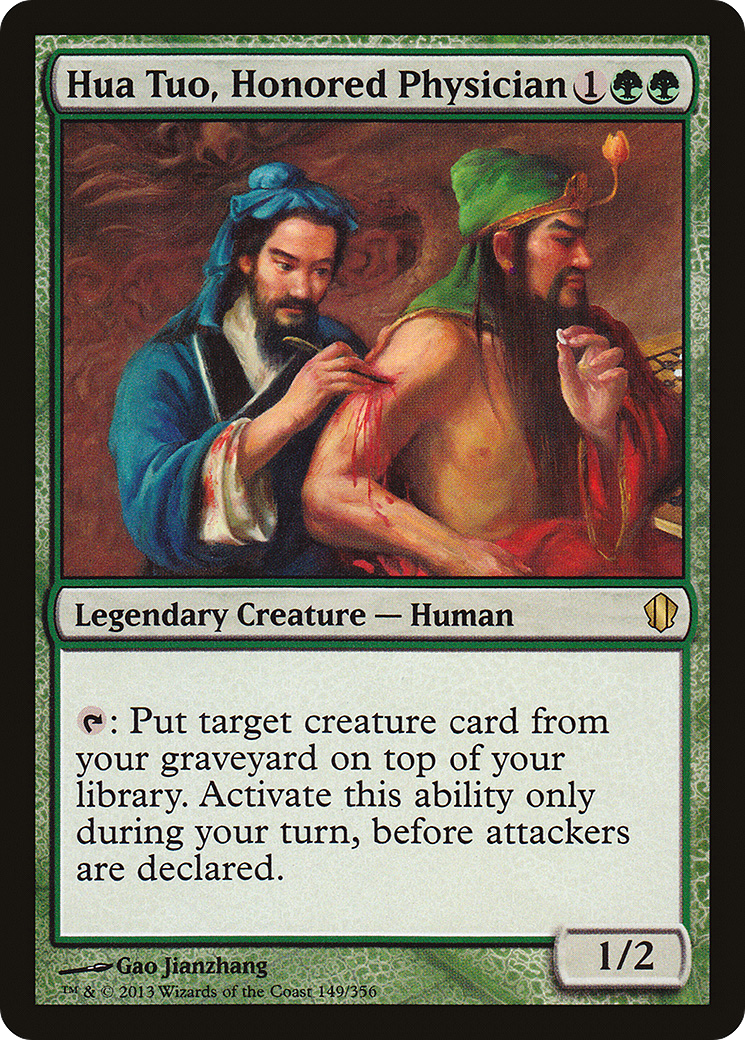 Hua Tuo, Honored Physician 1
Legendary Creature — Human
: Put target creature card from
your graveyard on top of your
library. Activate this ability only
during your turn, before attackers
are declared.
1/2
Gao Jianzhang
™ & © 2013 Wizards of the Coast 149/356